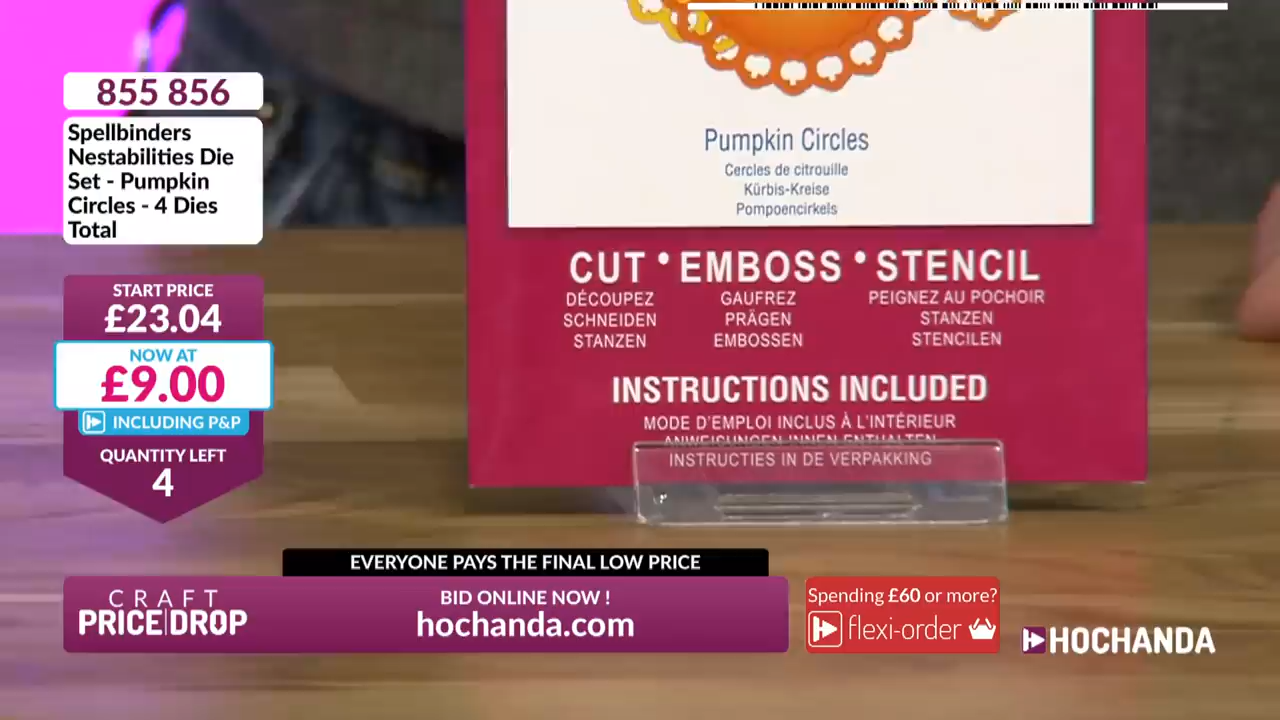 855 856
Spellbinders
Nestabilities Die
Set - Pumpkin
Circles - 4 Dies
Total
START PRICE
£23.04
NOW AT
£9.00
INCLUDING P&P
QUANTITY LEFT
4
Pumpkin Circles
Cercles de citrouille
Kürbis-Kreise
Pompoencirkels
CUT • EMBOSS • STENCIL
DÉCOUPEZ GAUFREZ PEIGNEZ AU POCHOIR
SCHNEIDEN PRÄGEN STANZEN
STANZEN EMBOSSEN STENCILEN
INSTRUCTIONS INCLUDED
MODE D'EMPLOI INCLUS À L'INTÉRIEUR
ANWEISUNGEN INNEN ENTHALTEN
INSTRUCTIES IN DE VERPAKKING
EVERYONE PAYS THE FINAL LOW PRICE
CRAFT
PRICE DROP
BID ONLINE NOW !
hochanda.com
Spending £60 or more?
flexi-order
HOCHANDA